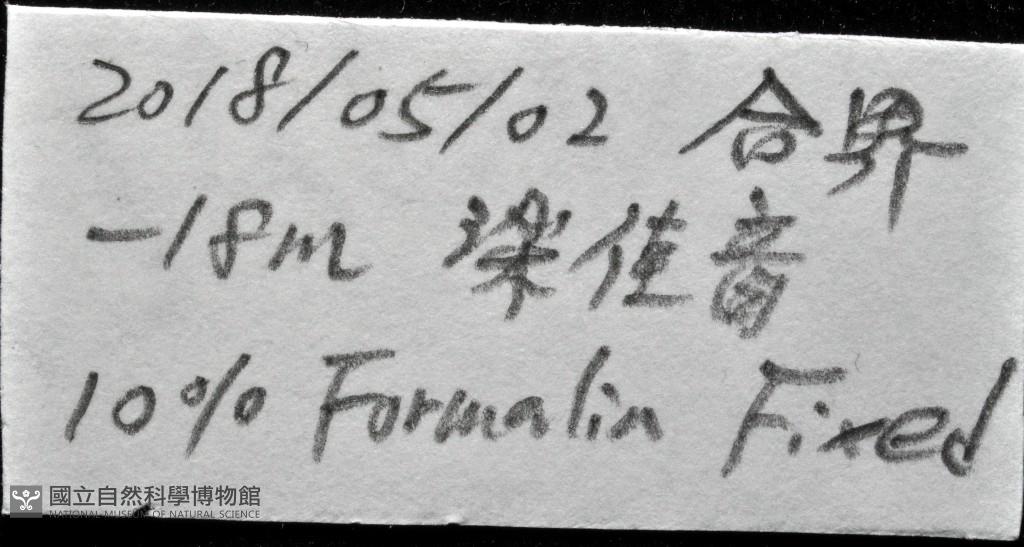 2018/05/02 合界
-18m 梁佳音
10% Formalin Fixed
國立自然科學博物館
NATIONAL MUSEUM OF NATURAL SCIENCE